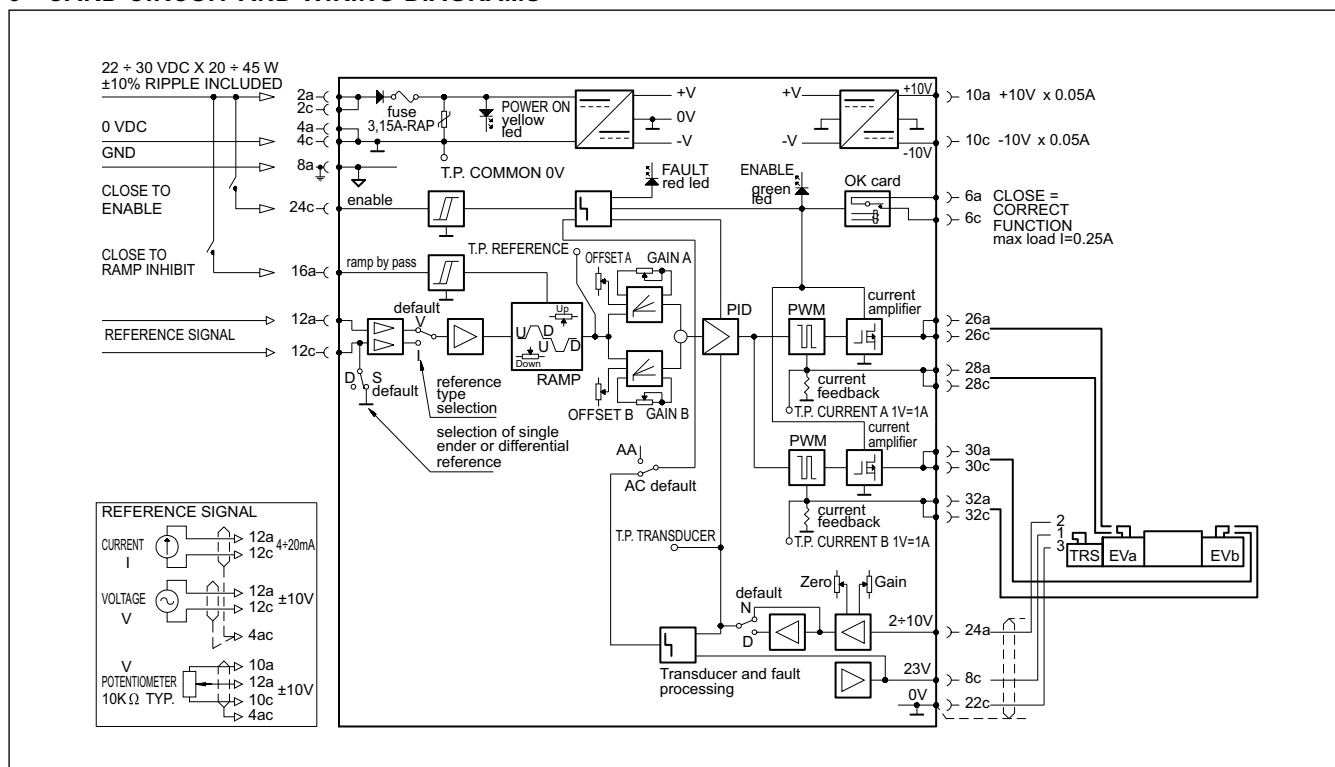 22 ÷ 30 VDC X 20 ÷ 45 W
±10% RIPPLE INCLUDED
0 VDC
GND
CLOSE TO
ENABLE
CLOSE TO
RAMP INHIBIT
REFERENCE SIGNAL
2a
2c
4a
4c
8a
24c
16a
12a
12c
fuse
3,15A-RAP
POWER ON
yellow
led
T.P. COMMON 0V
+V
0V
-V
+V
-V
+10V
-10V
10a +10V x 0.05A
10c -10V x 0.05A
enable
FAULT
red led
ENABLE
green
led
OK card
6a CLOSE =
6c CORRECT
FUNCTION
max load I=0.25A
ramp by pass
T.P. REFERENCE
OFFSET A
GAIN A
default
V
I
D
S
default
reference
type
selection
selection of single
ender or differential
reference
Up
U D
U D
Down
RAMP
OFFSET B
GAIN B
PID
PWM
current
amplifier
26a
26c
28a
28c
current
feedback
T.P. CURRENT A 1V=1A
PWM
current
amplifier
30a
30c
32a
32c
current
feedback
T.P. CURRENT B 1V=1A
AA
AC default
T.P. TRANSDUCER
2
1
3
TRS
EVa
EVb
Zero
Gain
default
N
D
2÷10V
24a
Transducer and fault
processing
23V
8c
0V
22c
REFERENCE SIGNAL
CURRENT
I
12a
12c
4÷20mA
VOLTAGE
V
12a
12c
±10V
4ac
V
POTENTIOMETER
10KΩ TYP.
10a
12a
10c
4ac
±10V